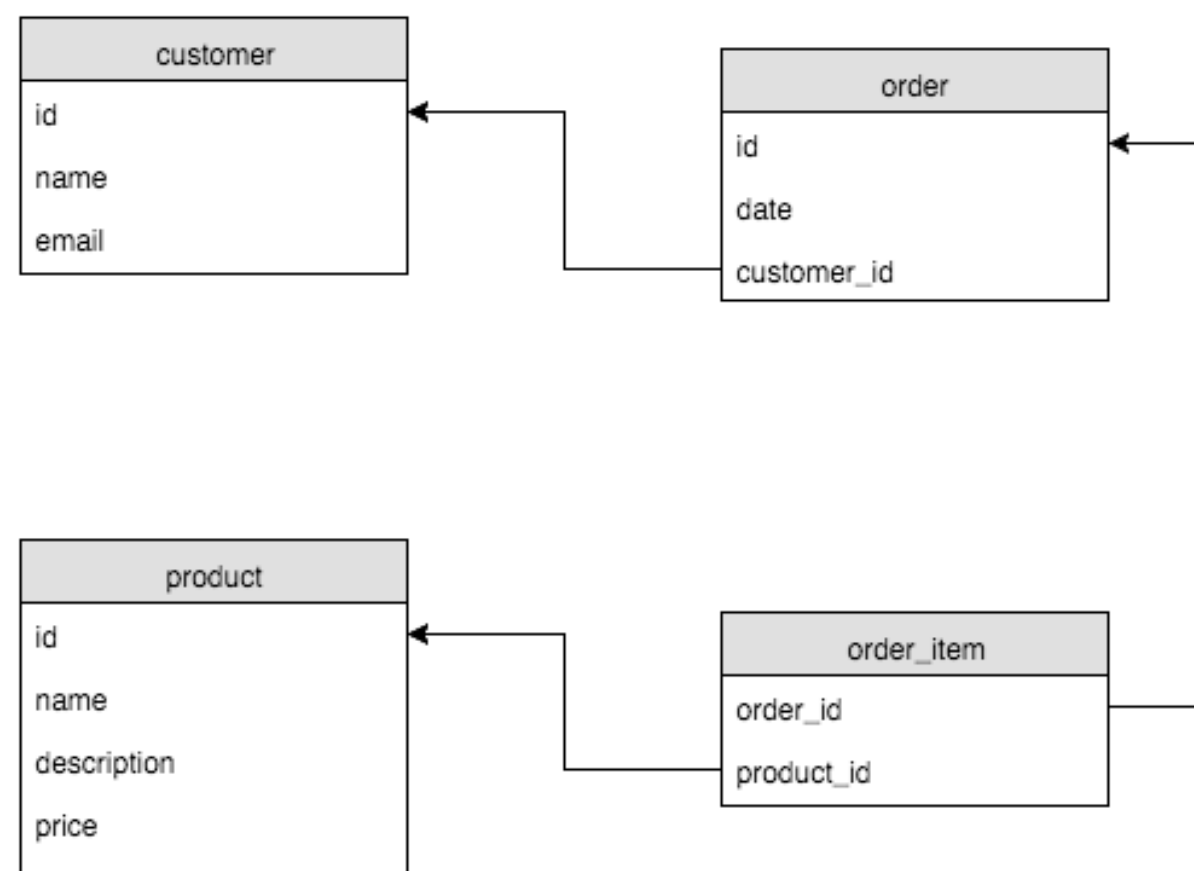 customer
id
name
email
order
id
date
customer_id
product
id
name
description
price
order_item
order_id
product_id